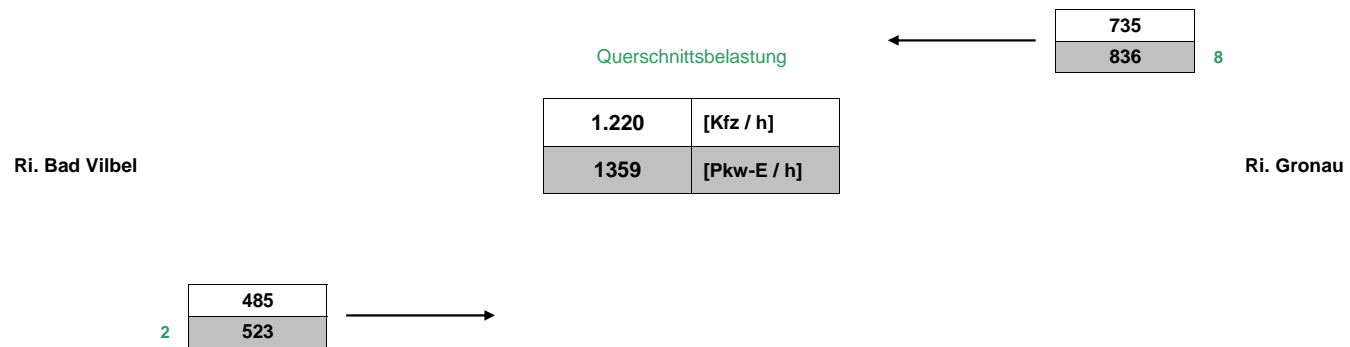 735
836 8
Querschnittsbelastung
1.220 [Kfz / h]
Ri. Bad Vilbel 1359 [Pkw-E / h] Ri. Gronau
485
2 523